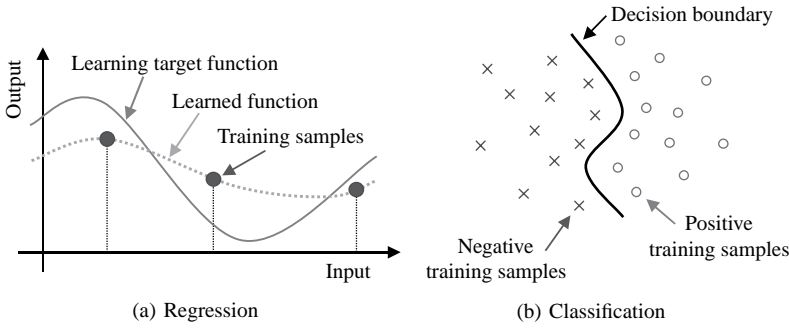 Output
Learning target function
Learned function
Training samples
Input
(a) Regression
Decision boundary
Negative
training samples
Positive
training samples
(b) Classification